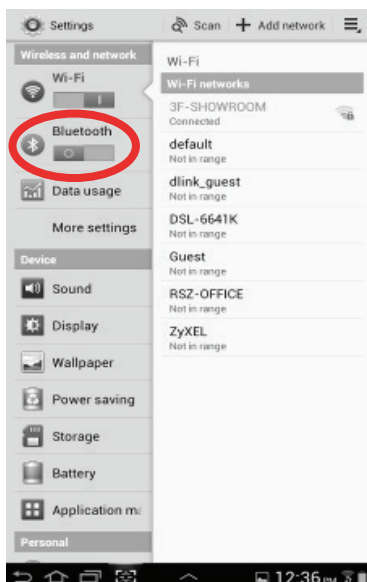 Settings
Scan
Add network
Wireless and network
Wi-Fi
Bluetooth
Data usage
More settings
Device
Sound
Display
Wallpaper
Power saving
Storage
Battery
Application ma
Personal
Wi-Fi
Wi-Fi networks
3F-SHOWROOM
Connected
default
Not in range
dlink_guest
Not in range
DSL-6641K
Not in range
Guest
Not in range
RSZ-OFFICE
Not in range
ZyXEL
Not in range
12:36 PM